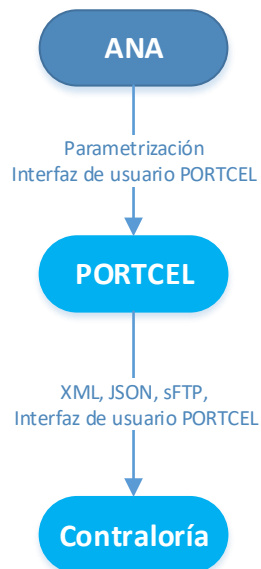 ANA
Parametrización
Interfaz de usuario PORTCEL
PORTCEL
XML, JSON, sFTP,
Interfaz de usuario PORTCEL
Contraloría